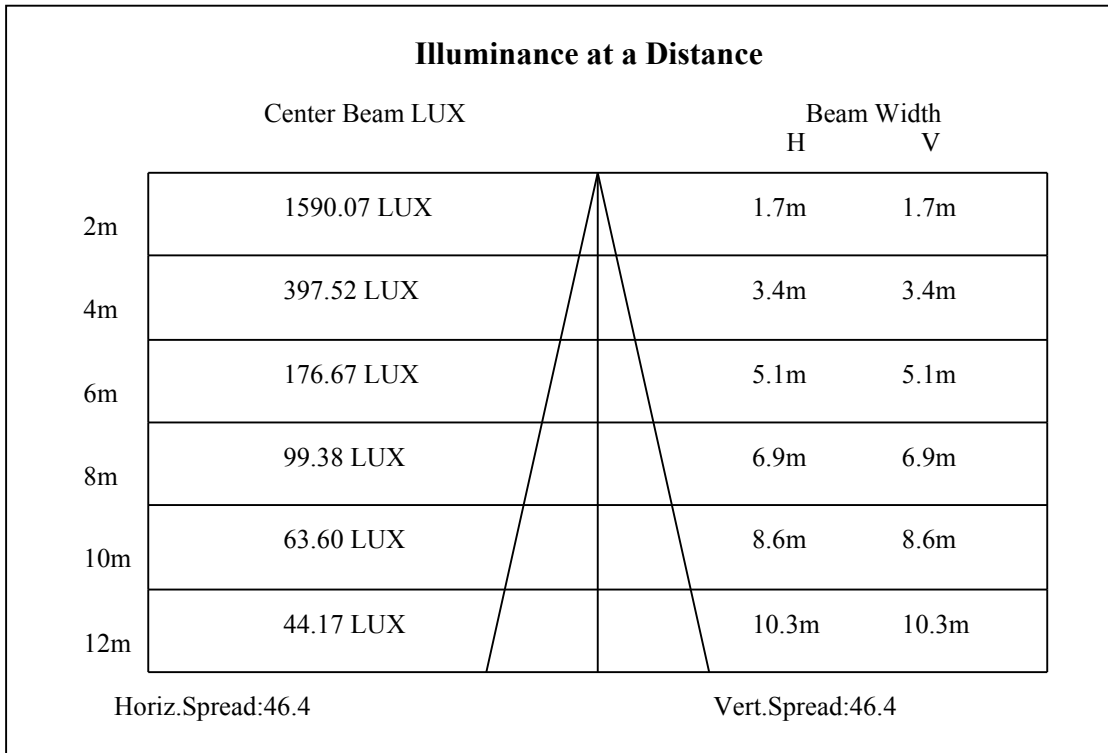 Illuminance at a Distance
Center Beam LUX Beam Width
H V
2m 1590.07 LUX 1.7m 1.7m
4m 397.52 LUX 3.4m 3.4m
6m 176.67 LUX 5.1m 5.1m
8m 99.38 LUX 6.9m 6.9m
10m 63.60 LUX 8.6m 8.6m
12m 44.17 LUX 10.3m 10.3m
Horiz.Spread:46.4 Vert.Spread:46.4